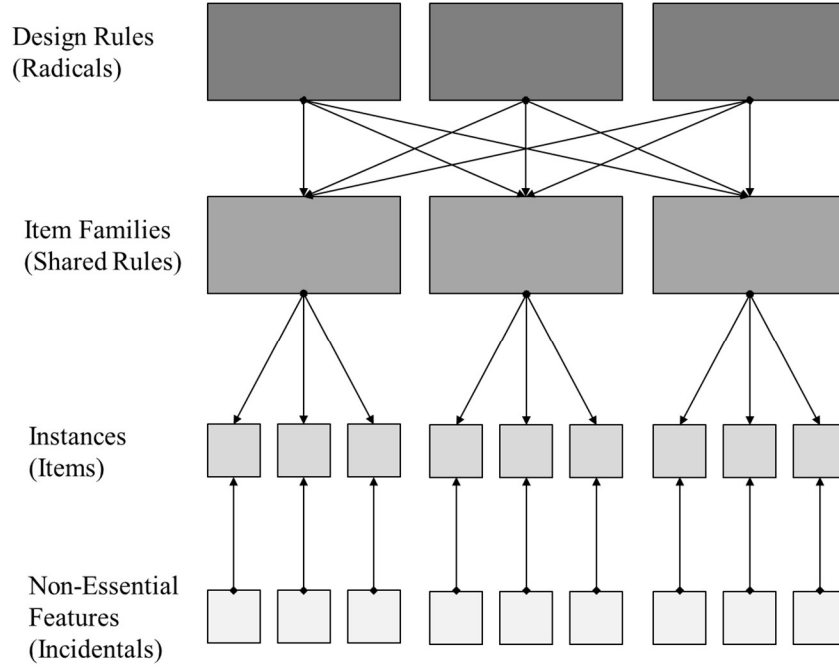 Design Rules
(Radicals)
Item Families
(Shared Rules)
Instances
(Items)
Non-Essential
Features
(Incidentals)